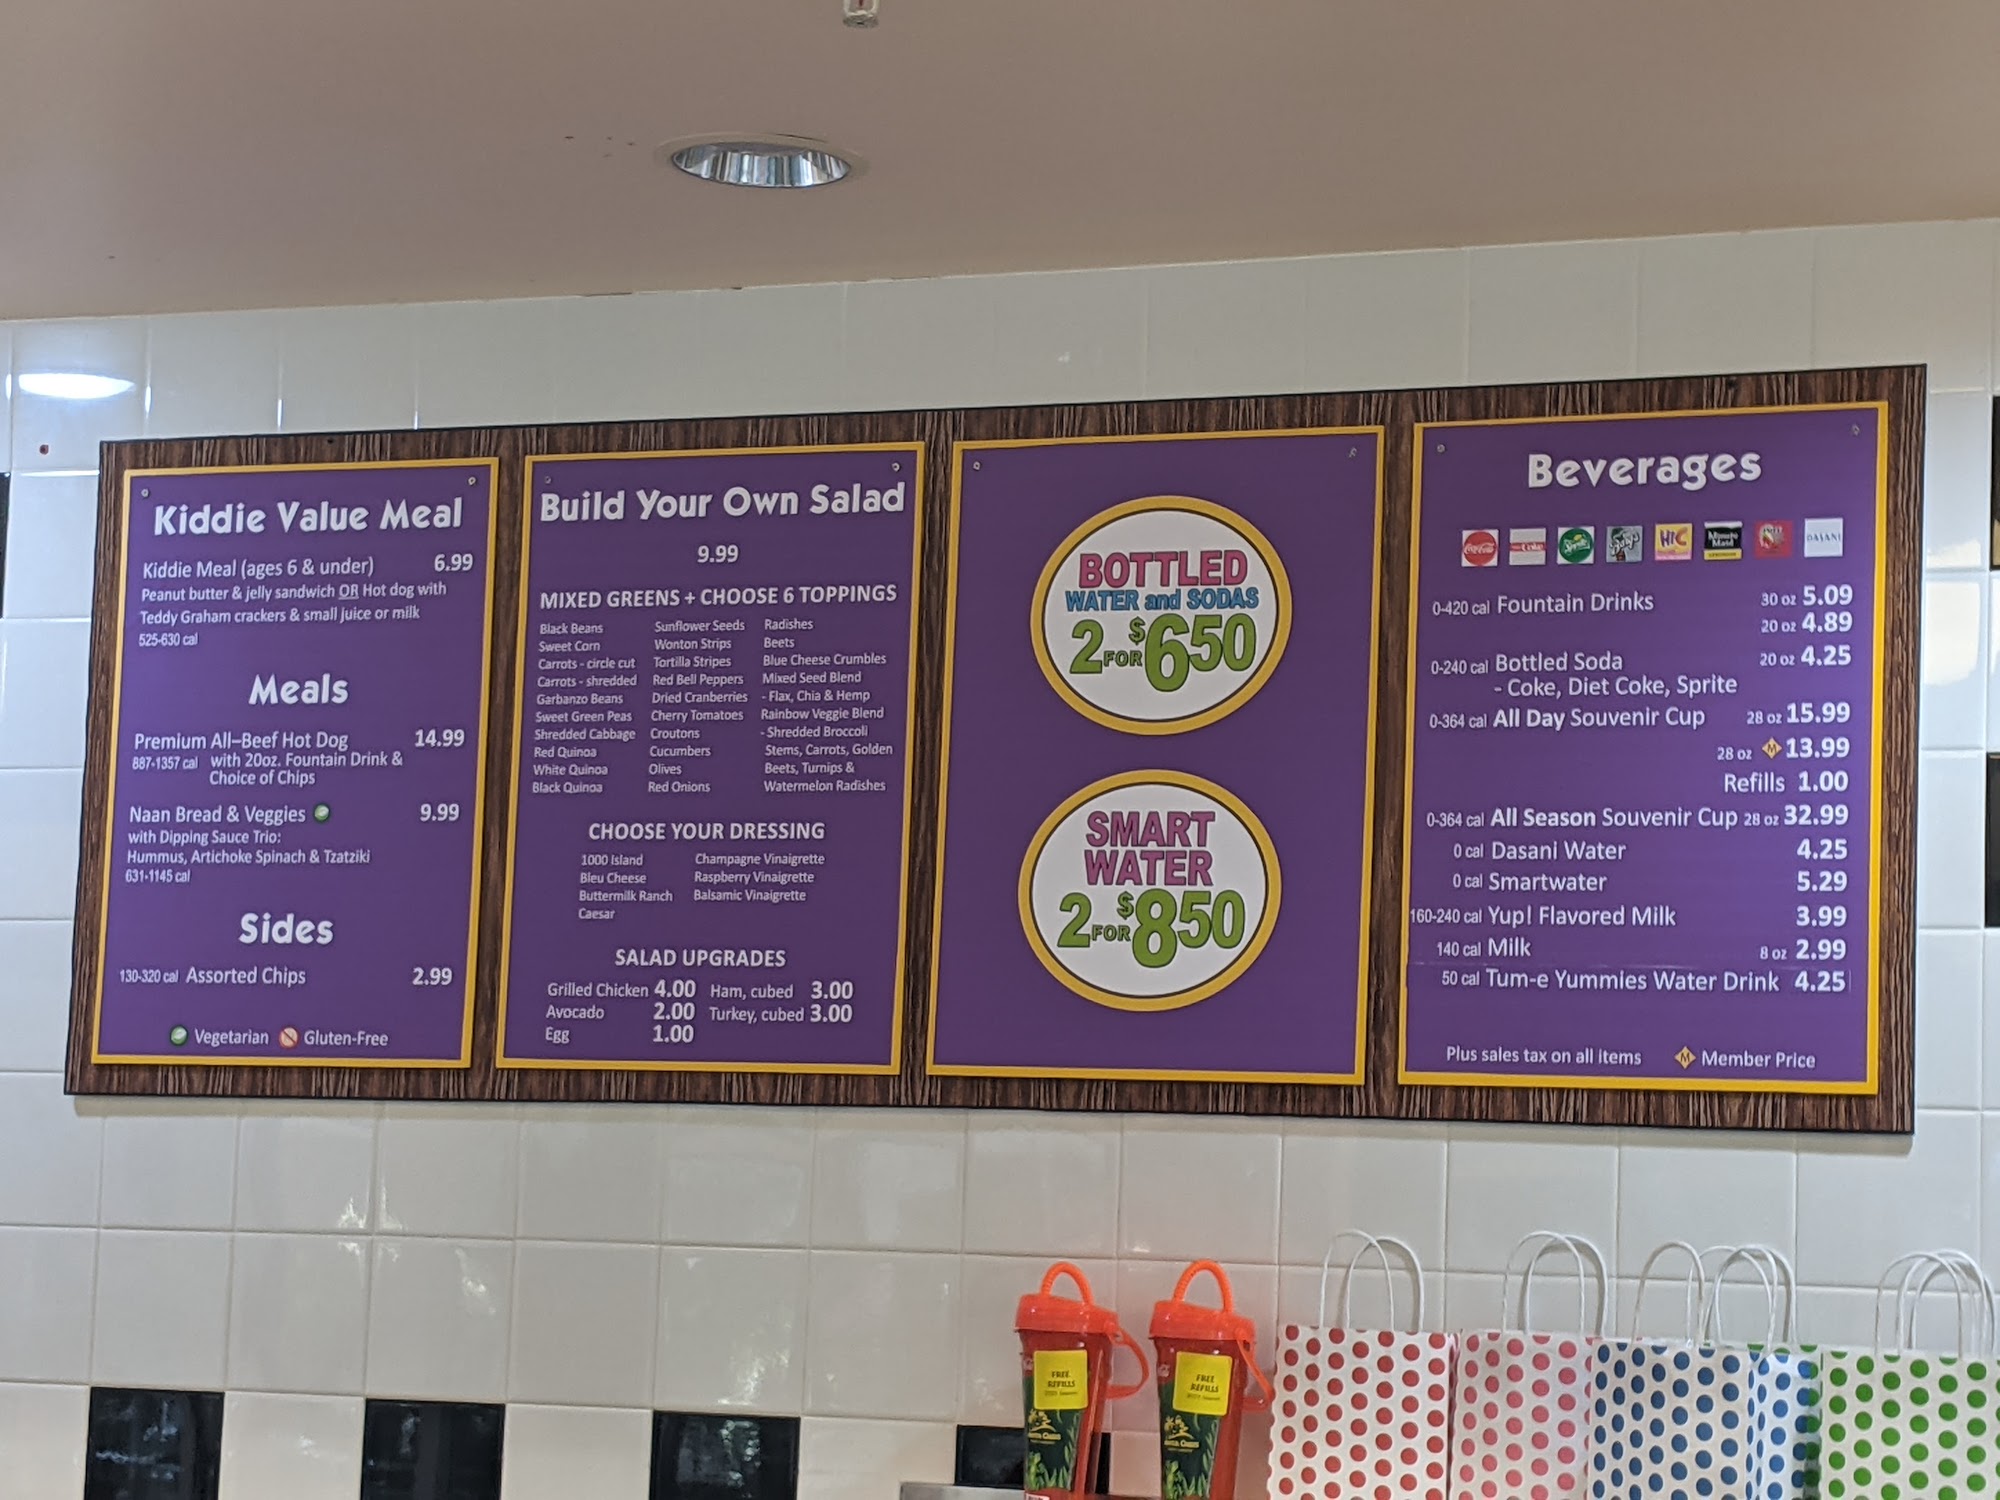 Kiddie Value Meal
Kiddie Meal (ages 6 & under) 6.99
Peanut butter & jelly sandwich OR Hot dog with
Teddy Graham crackers & small juice or milk
525-630 cal
Meals
Premium All-Beef Hot Dog 14.99
887-1357 cal with 20oz. Fountain Drink &
Choice of Chips
Naan Bread & Veggies 9.99
with Dipping Sauce Trio:
Hummus, Artichoke Spinach & Tzatziki
631-1145 cal
Sides
130-320 cal Assorted Chips 2.99
Vegetarian Gluten-Free
Build Your Own Salad
9.99
MIXED GREENS + CHOOSE 6 TOPPINGS
Black Beans
Sweet Corn
Carrots - circle cut
Carrots - shredded
Garbanzo Beans
Sweet Green Peas
Shredded Cabbage
Red Quinoa
White Quinoa
Black Quinoa
Sunflower Seeds
Wonton Strips
Tortilla Stripes
Red Bell Peppers
Dried Cranberries
Cherry Tomatoes
Croutons
Cucumbers
Olives
Red Onions
Radishes
Beets
Blue Cheese Crumbles
Mixed Seed Blend
- Flax, Chia & Hemp
Rainbow Veggie Blend
- Shredded Broccoli
Stems, Carrots, Golden
Beets, Turnips &
Watermelon Radishes
CHOOSE YOUR DRESSING
1000 Island
Bleu Cheese
Buttermilk Ranch
Caesar
Champagne Vinaigrette
Raspberry Vinaigrette
Balsamic Vinaigrette
SALAD UPGRADES
Grilled Chicken 4.00 Ham, cubed 3.00
Avocado 2.00 Turkey, cubed 3.00
Egg 1.00
BOTTLED
WATER and SODAS
2 FOR $650
SMART
WATER
2 FOR $850
Beverages
Coca-Cola Coke Sprite Barq's HI-C Minute Maid DASANI
0-420 cal Fountain Drinks 30 oz 5.09
20 oz 4.89
0-240 cal Bottled Soda 20 oz 4.25
- Coke, Diet Coke, Sprite
0-364 cal All Day Souvenir Cup 28 oz 15.99
28 oz M 13.99
Refills 1.00
0-364 cal All Season Souvenir Cup 28 oz 32.99
0 cal Dasani Water 4.25
0 cal Smartwater 5.29
160-240 cal Yup! Flavored Milk 3.99
140 cal Milk 8 oz 2.99
50 cal Tum-e Yummies Water Drink 4.25
Plus sales tax on all items M Member Price
FREE
REFILLS
FREE
REFILLS